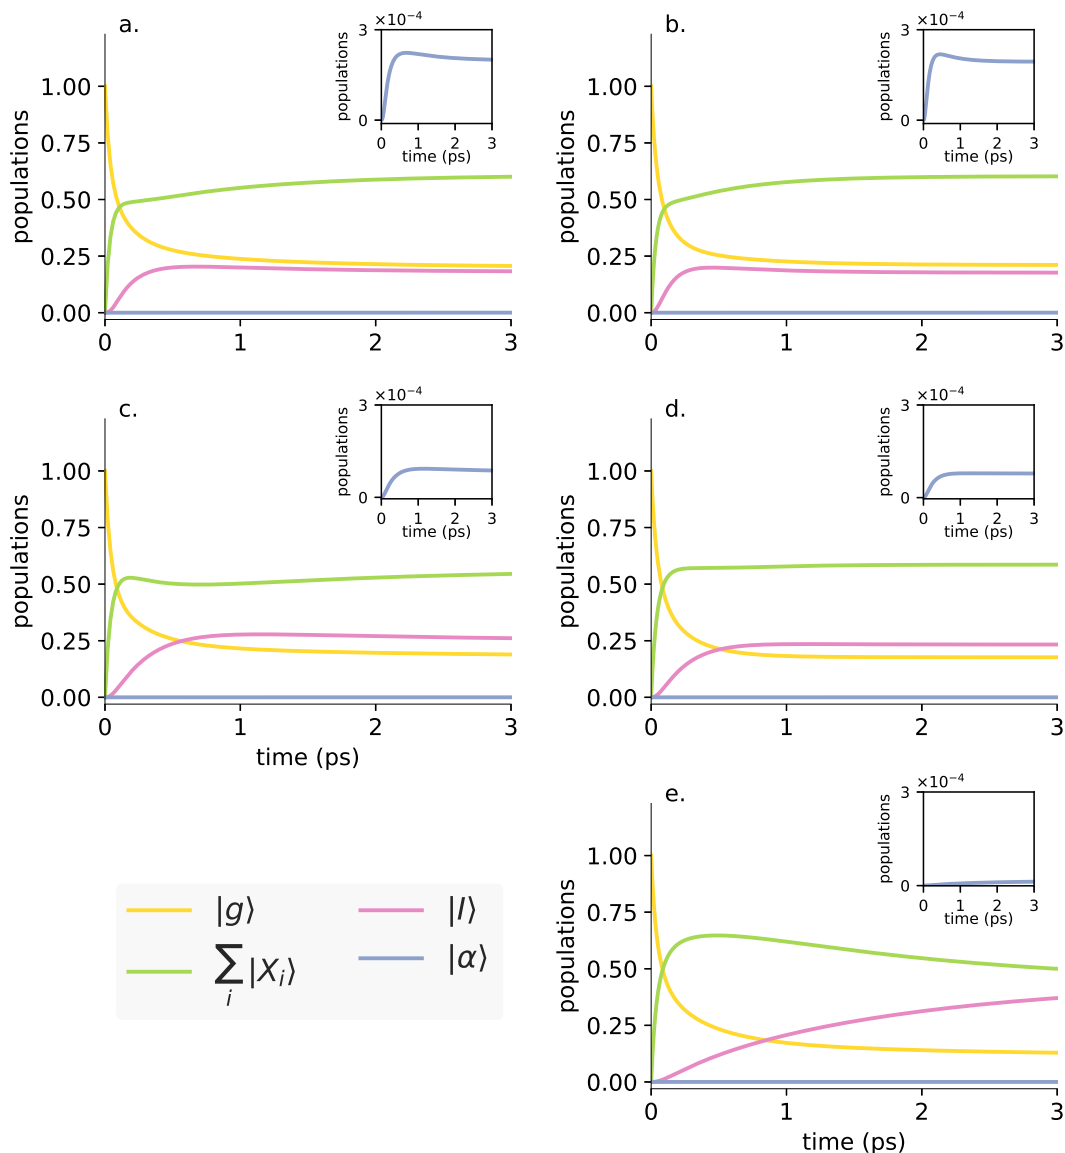 a.
×10⁻⁴
3
0
populations
0 1 2 3
time (ps)
1.00
0.75
0.50
0.25
0.00
populations
0 1 2 3
b.
×10⁻⁴
3
0
populations
0 1 2 3
time (ps)
1.00
0.75
0.50
0.25
0.00
populations
0 1 2 3
c.
×10⁻⁴
3
0
populations
0 1 2 3
time (ps)
1.00
0.75
0.50
0.25
0.00
populations
0 1 2 3
time (ps)
d.
×10⁻⁴
3
0
populations
0 1 2 3
time (ps)
1.00
0.75
0.50
0.25
0.00
populations
0 1 2 3
|g⟩
∑ᵢ|Xᵢ⟩
|I⟩
|α⟩
e.
×10⁻⁴
3
0
populations
0 1 2 3
time (ps)
1.00
0.75
0.50
0.25
0.00
populations
0 1 2 3
time (ps)